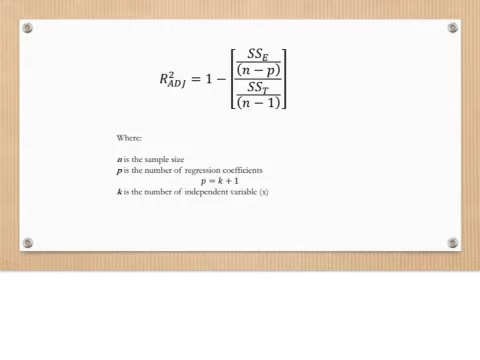 R²_ADJ = 1 − [ (SS_E / (n − p)) / (SS_T / (n − 1)) ]
Where:
n is the sample size
p is the number of regression coefficients
p = k + 1
k is the number of independent variable (x)